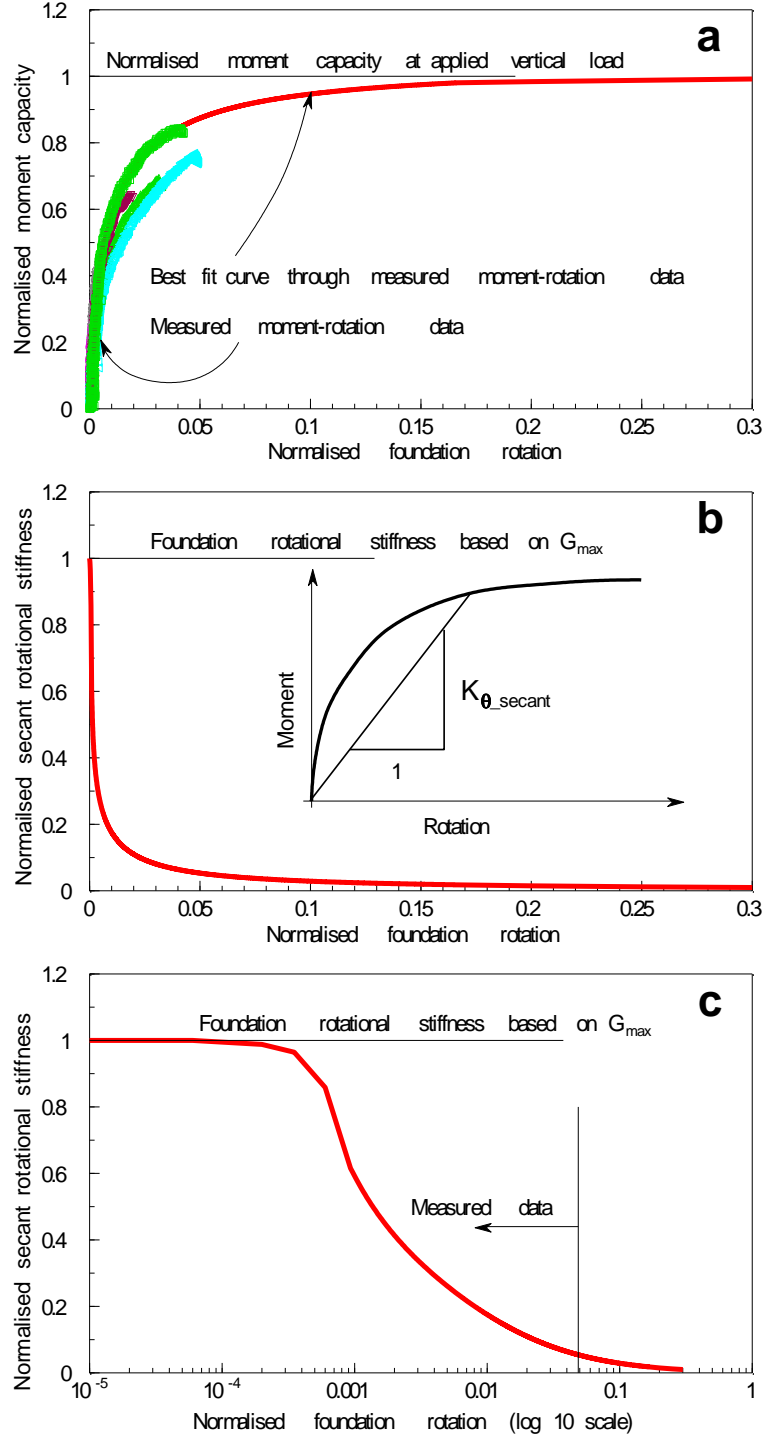 a
1.2
1
0.8
0.6
0.4
0.2
0
Normalised moment capacity
Normalised moment capacity at applied vertical load
Best fit curve through measured moment-rotation data
Measured moment-rotation data
0 0.05 0.1 0.15 0.2 0.25 0.3
Normalised foundation rotation
b
1.2
1
0.8
0.6
0.4
0.2
0
Normailsed secant rotational stiffness
Foundation rotational stiffness based on Gmax
Moment
Kθ_secant
1
Rotation
0 0.05 0.1 0.15 0.2 0.25 0.3
Normalised foundation rotation
c
1.2
1
0.8
0.6
0.4
0.2
0
Normalised secant rotational stiffness
Foundation rotational stiffness based on Gmax
Measured data
10-5 10-4 0.001 0.01 0.1 1
Normalised foundation rotation (log 10 scale)